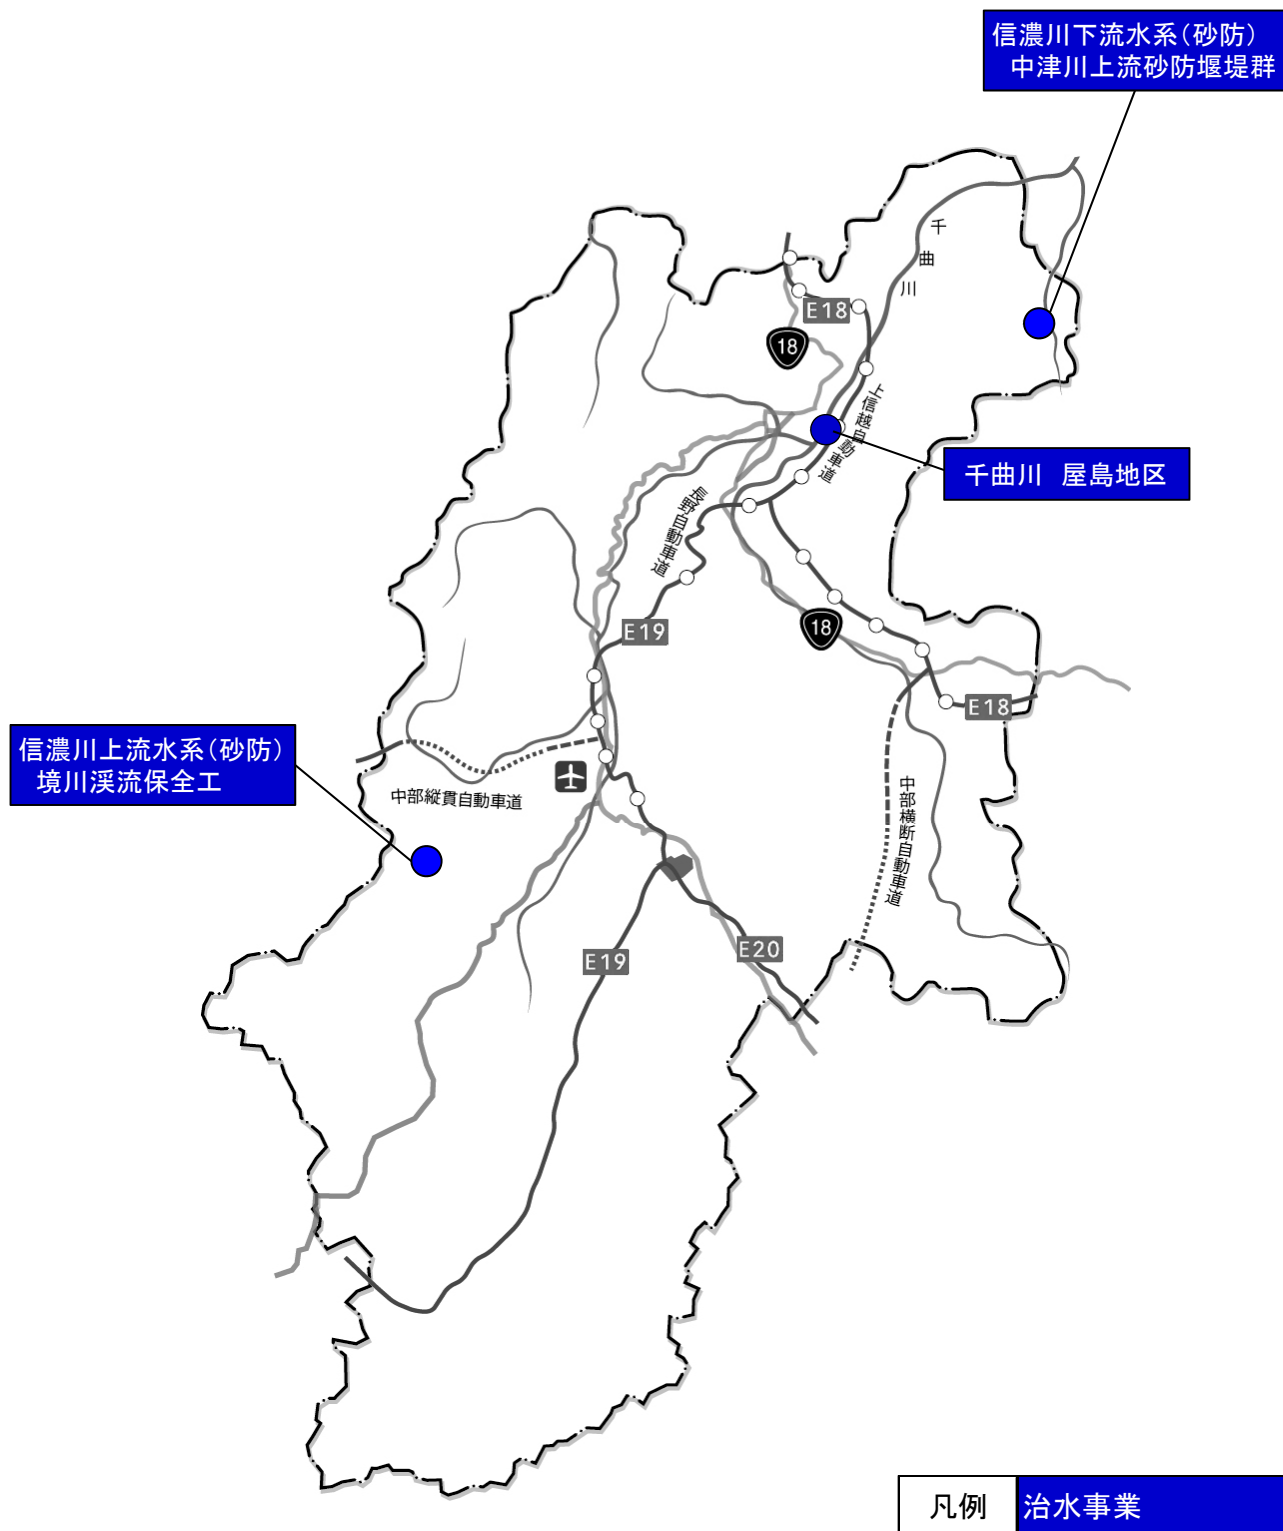 信濃川下流水系(砂防)
中津川上流砂防堰堤群
千曲川
E18
18
上信越自動車道
千曲川 屋島地区
長野自動車道
E19
18
E18
信濃川上流水系(砂防)
境川渓流保全工
中部縦貫自動車道
中部横断自動車道
E19
E20
凡例
治水事業